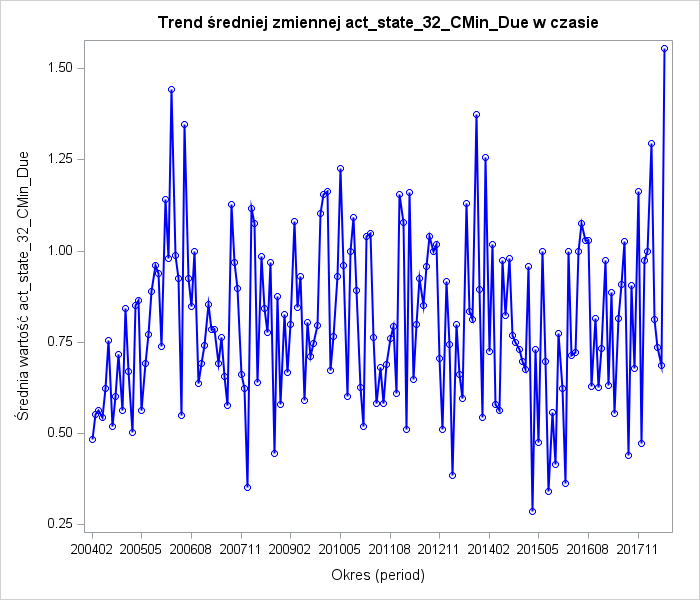 Trend średniej zmiennej act_state_32_CMin_Due w czasie
Średnia wartość act_state_32_CMin_Due
1.50
1.25
1.00
0.75
0.50
0.25
200402 200505 200608 200711 200902 201005 201108 201211 201402 201505 201608 201711
Okres (period)